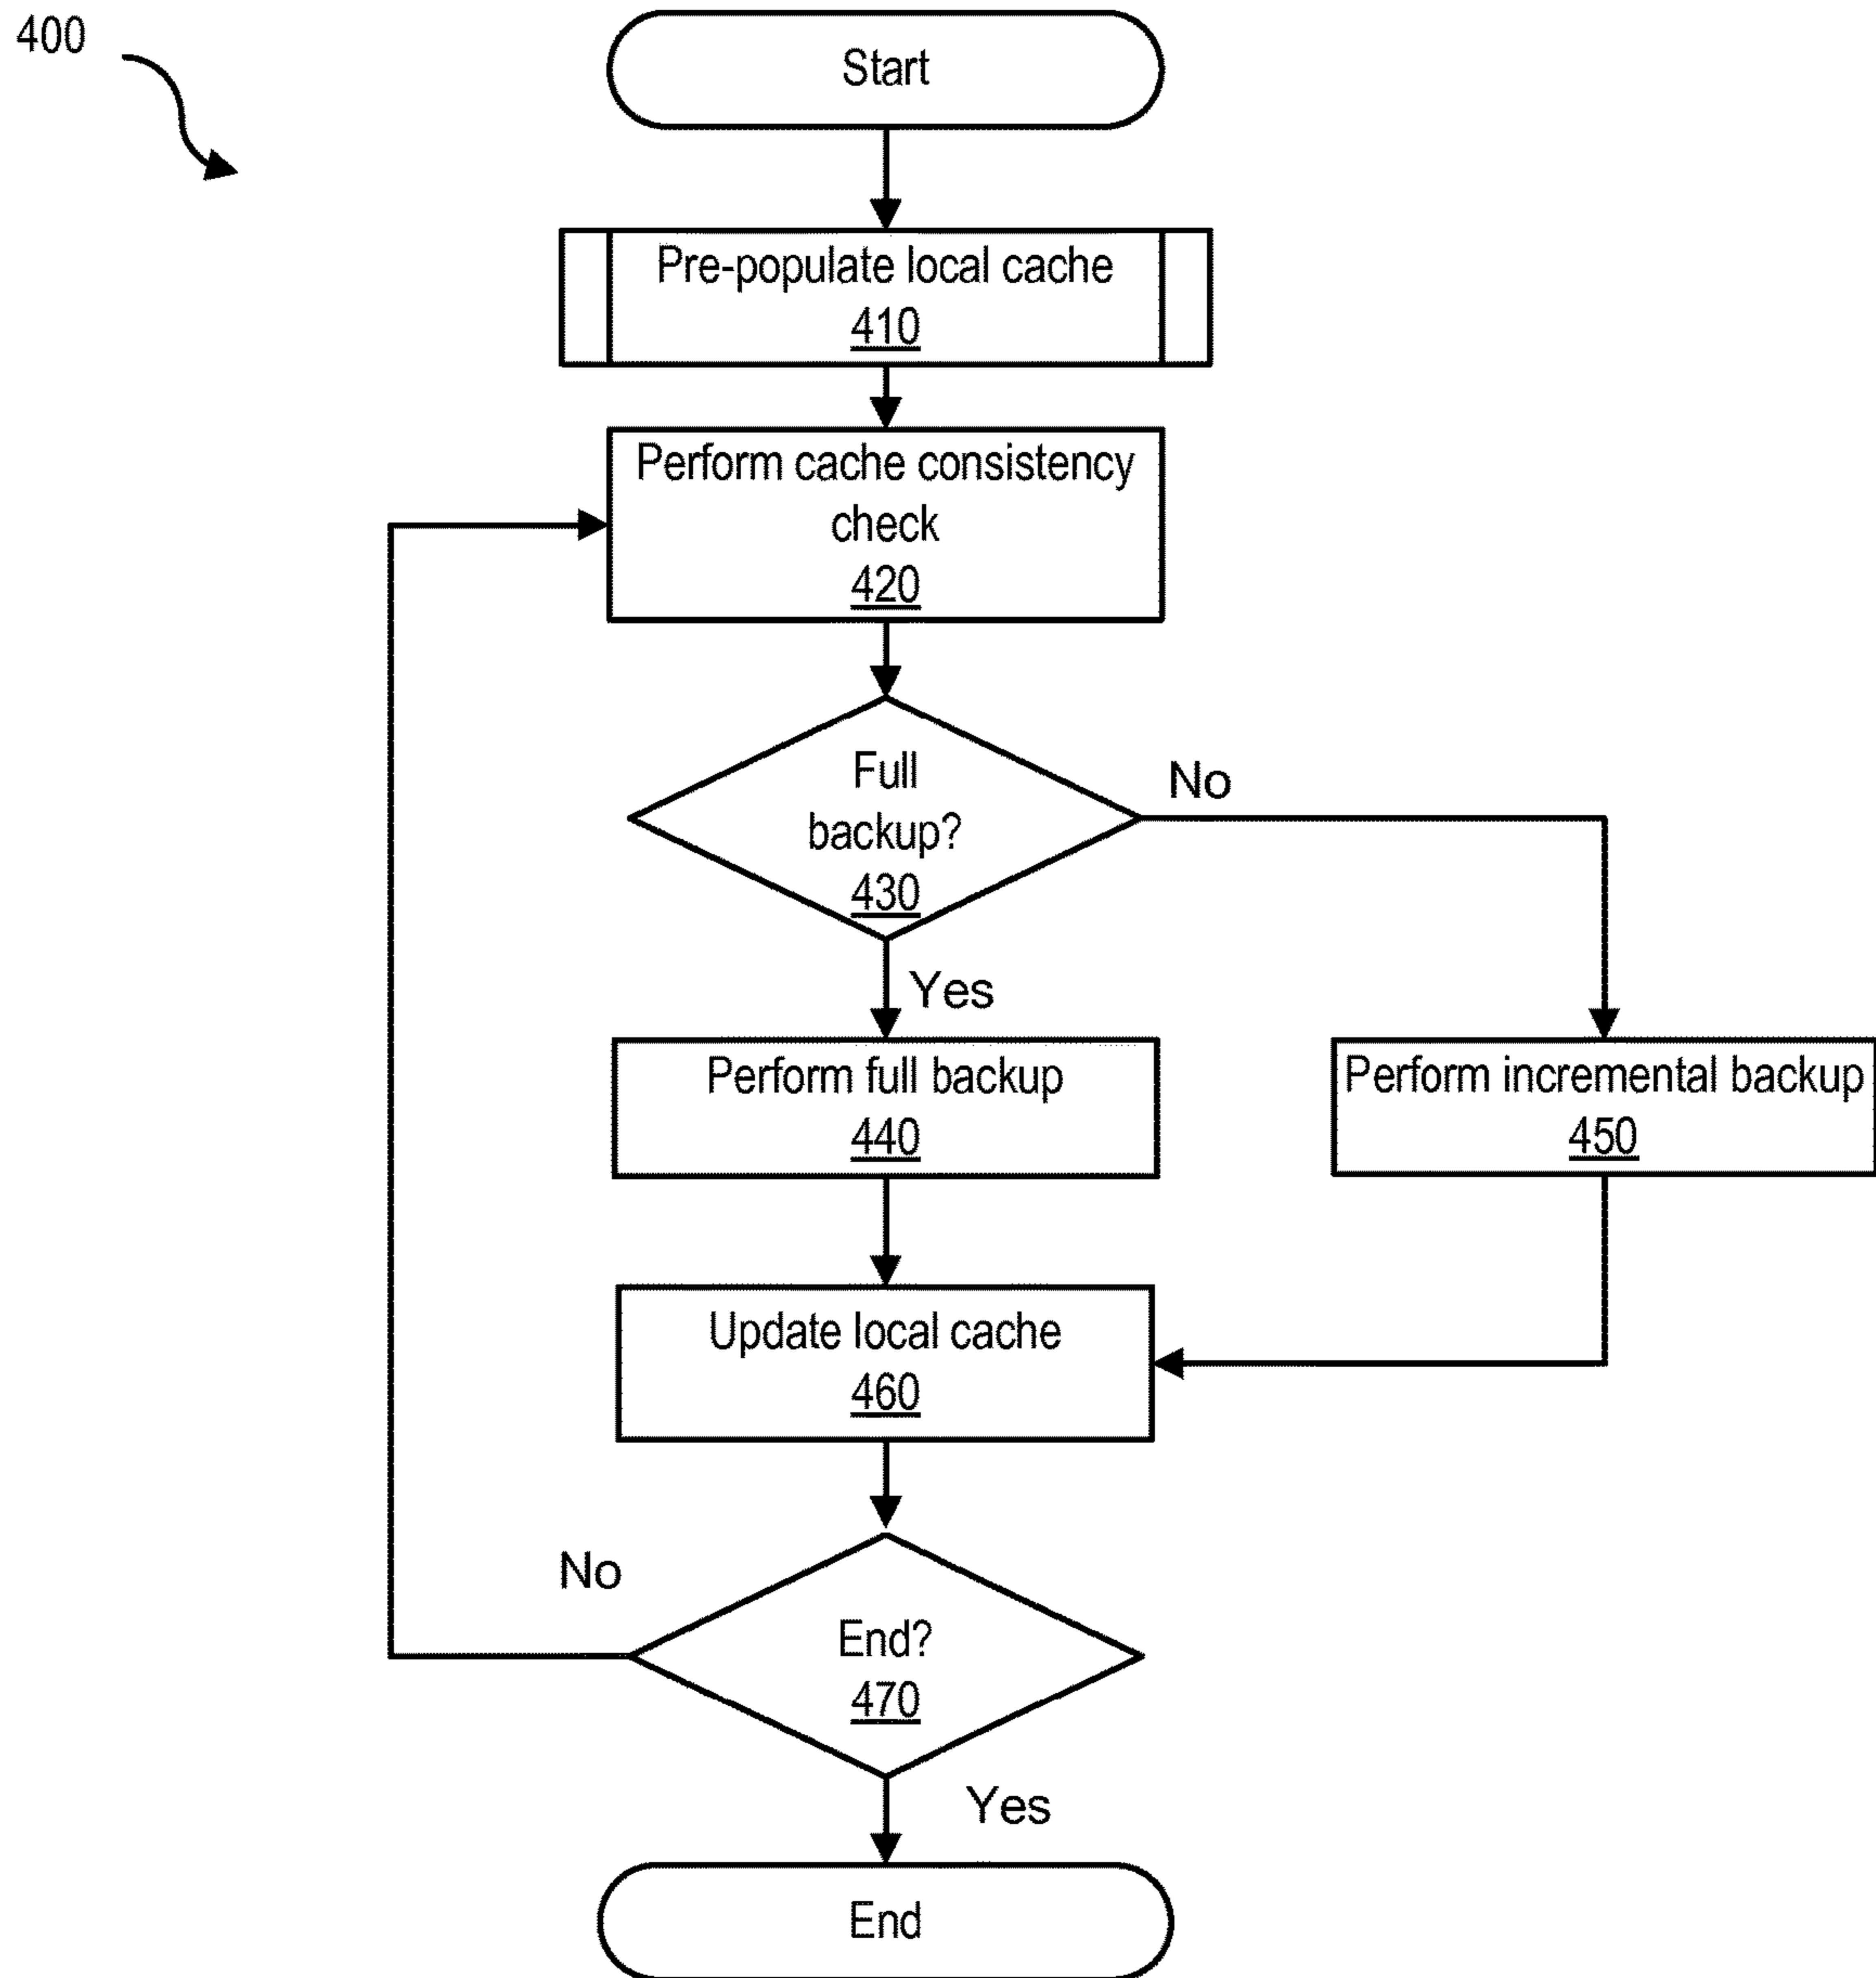 400
Start
Pre-populate local cache
410
Perform cache consistency
check
420
Full
backup?
430
No
Yes
Perform full backup
440
Perform incremental backup
450
Update local cache
460
No
End?
470
Yes
End